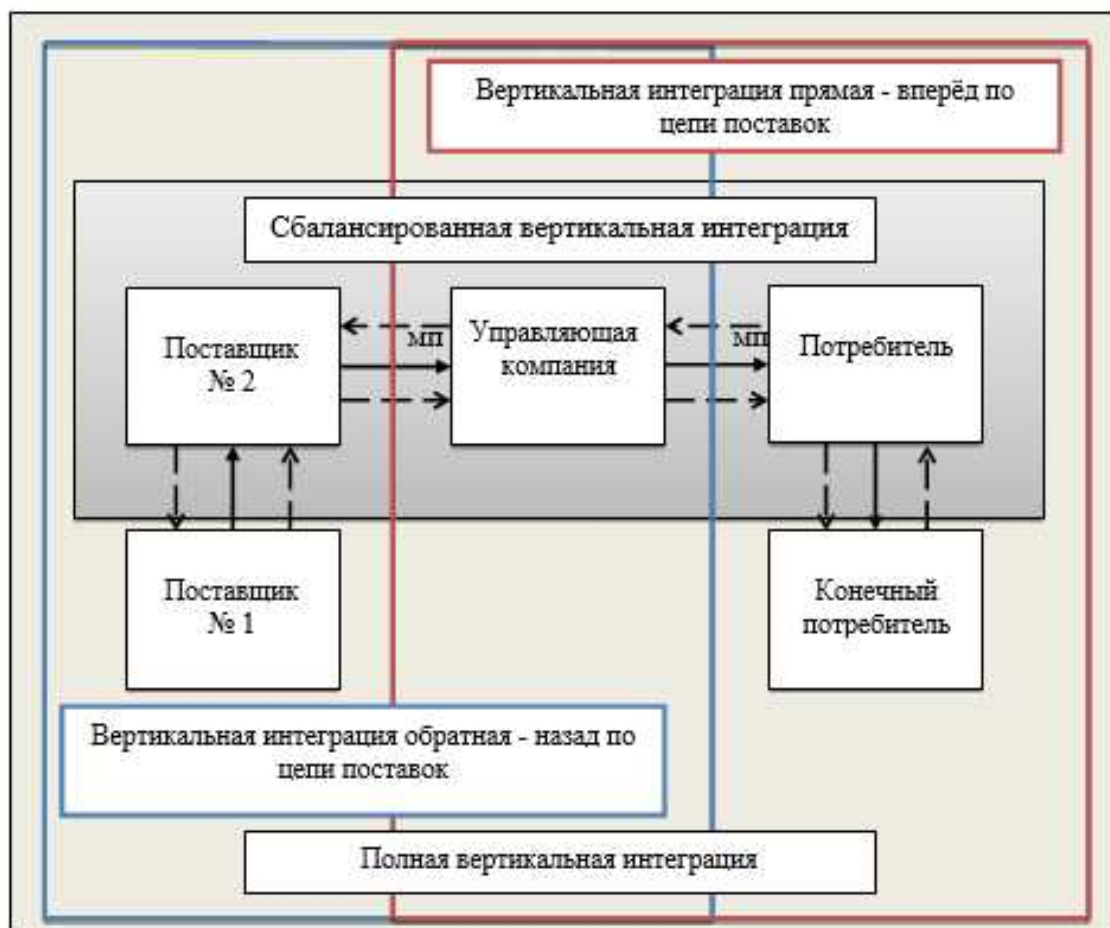 Вертикальная интеграция прямая - вперёд по
цепи поставок
Сбалансированная вертикальная интеграция
Поставщик
№ 2
МП
Управляющая
компания
МП
Потребитель
Поставщик
№ 1
Конечный
потребитель
Вертикальная интеграция обратная - назад по
цепи поставок
Полная вертикальная интеграция